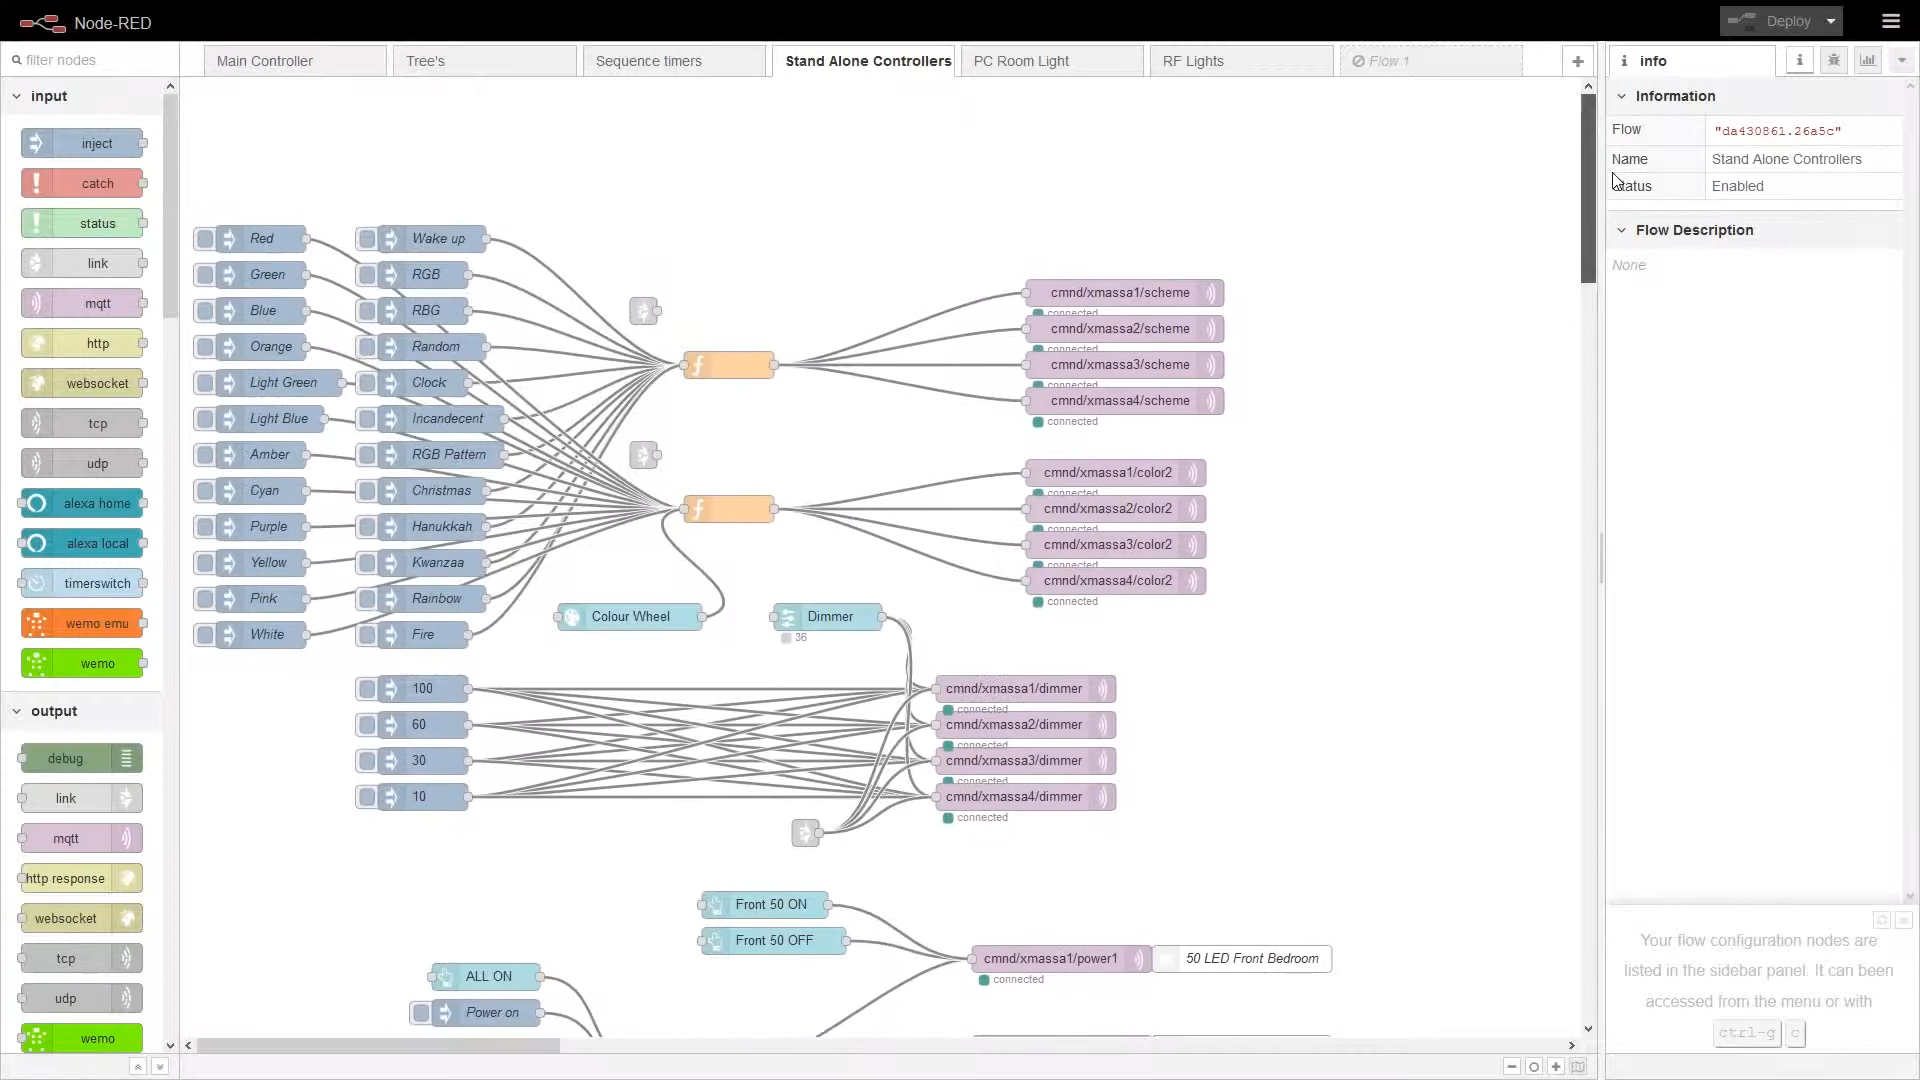 Node-RED
Deploy
filter nodes
Main Controller
Tree's
Sequence timers
Stand Alone Controllers
PC Room Light
RF Lights
Flow 1
+
i info
input
inject
catch
status
link
mqtt
http
websocket
tcp
udp
alexa home
alexa local
timerswitch
wemo emu
wemo
output
debug
link
mqtt
http response
websocket
tcp
udp
wemo
Red
Green
Blue
Orange
Light Green
Light Blue
Amber
Cyan
Purple
Yellow
Pink
White
Wake up
RGB
RBG
Random
Clock
Incandecent
RGB Pattern
Christmas
Hanukkah
Kwanzaa
Rainbow
Fire
100
60
30
10
f
f
Colour Wheel
Dimmer
36
cmnd/xmassa1/scheme
connected
cmnd/xmassa2/scheme
connected
cmnd/xmassa3/scheme
connected
cmnd/xmassa4/scheme
connected
cmnd/xmassa1/color2
connected
cmnd/xmassa2/color2
connected
cmnd/xmassa3/color2
connected
cmnd/xmassa4/color2
connected
cmnd/xmassa1/dimmer
connected
cmnd/xmassa2/dimmer
connected
cmnd/xmassa3/dimmer
connected
cmnd/xmassa4/dimmer
connected
Front 50 ON
Front 50 OFF
ALL ON
Power on
cmnd/xmassa1/power1
connected
50 LED Front Bedroom
Information
Flow "da430861.26a5c"
Name Stand Alone Controllers
Status Enabled
Flow Description
None
Your flow configuration nodes are
listed in the sidebar panel. It can been
accessed from the menu or with
ctrl-g c